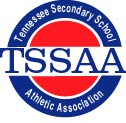 Tennessee Secondary School
TSSAA
Athletic Association